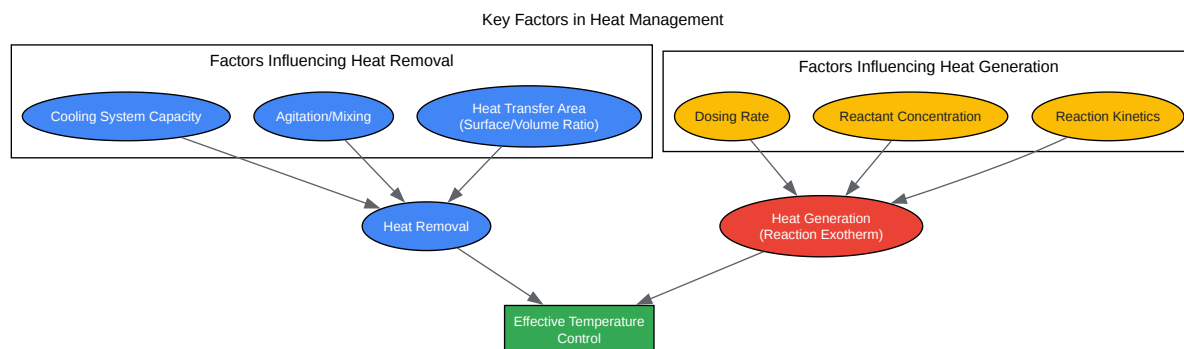 Key Factors in Heat Management
Factors Influencing Heat Removal
Factors Influencing Heat Generation
Cooling System Capacity
Agitation/Mixing
Heat Transfer Area
(Surface/Volume Ratio)
Dosing Rate
Reactant Concentration
Reaction Kinetics
Heat Removal
Heat Generation
(Reaction Exotherm)
Effective Temperature
Control